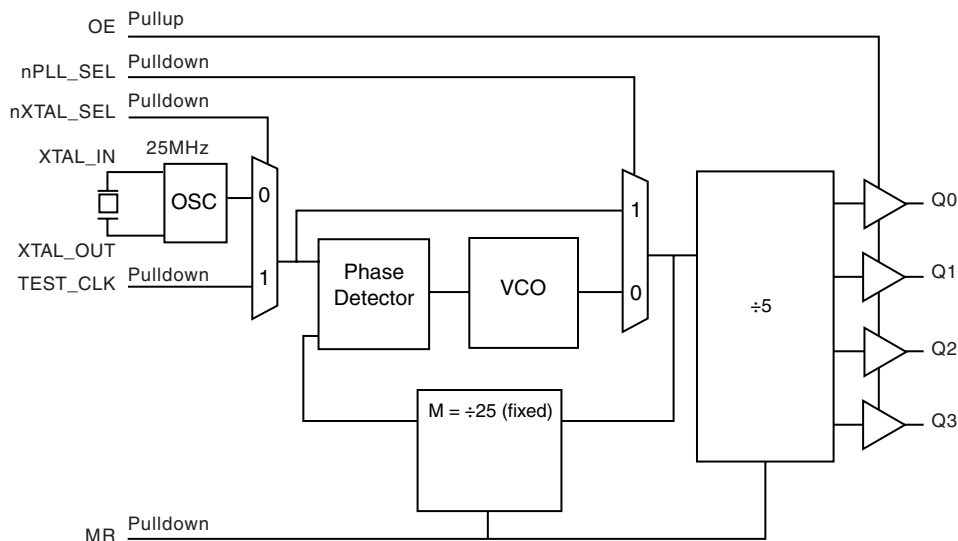 OE Pullup
nPLL_SEL Pulldown
nXTAL_SEL Pulldown
XTAL_IN 25MHz
OSC
0
XTAL_OUT
TEST_CLK Pulldown
1
Phase
Detector
VCO
1
0
÷5
Q0
Q1
Q2
Q3
M = ÷25 (fixed)
MR Pulldown